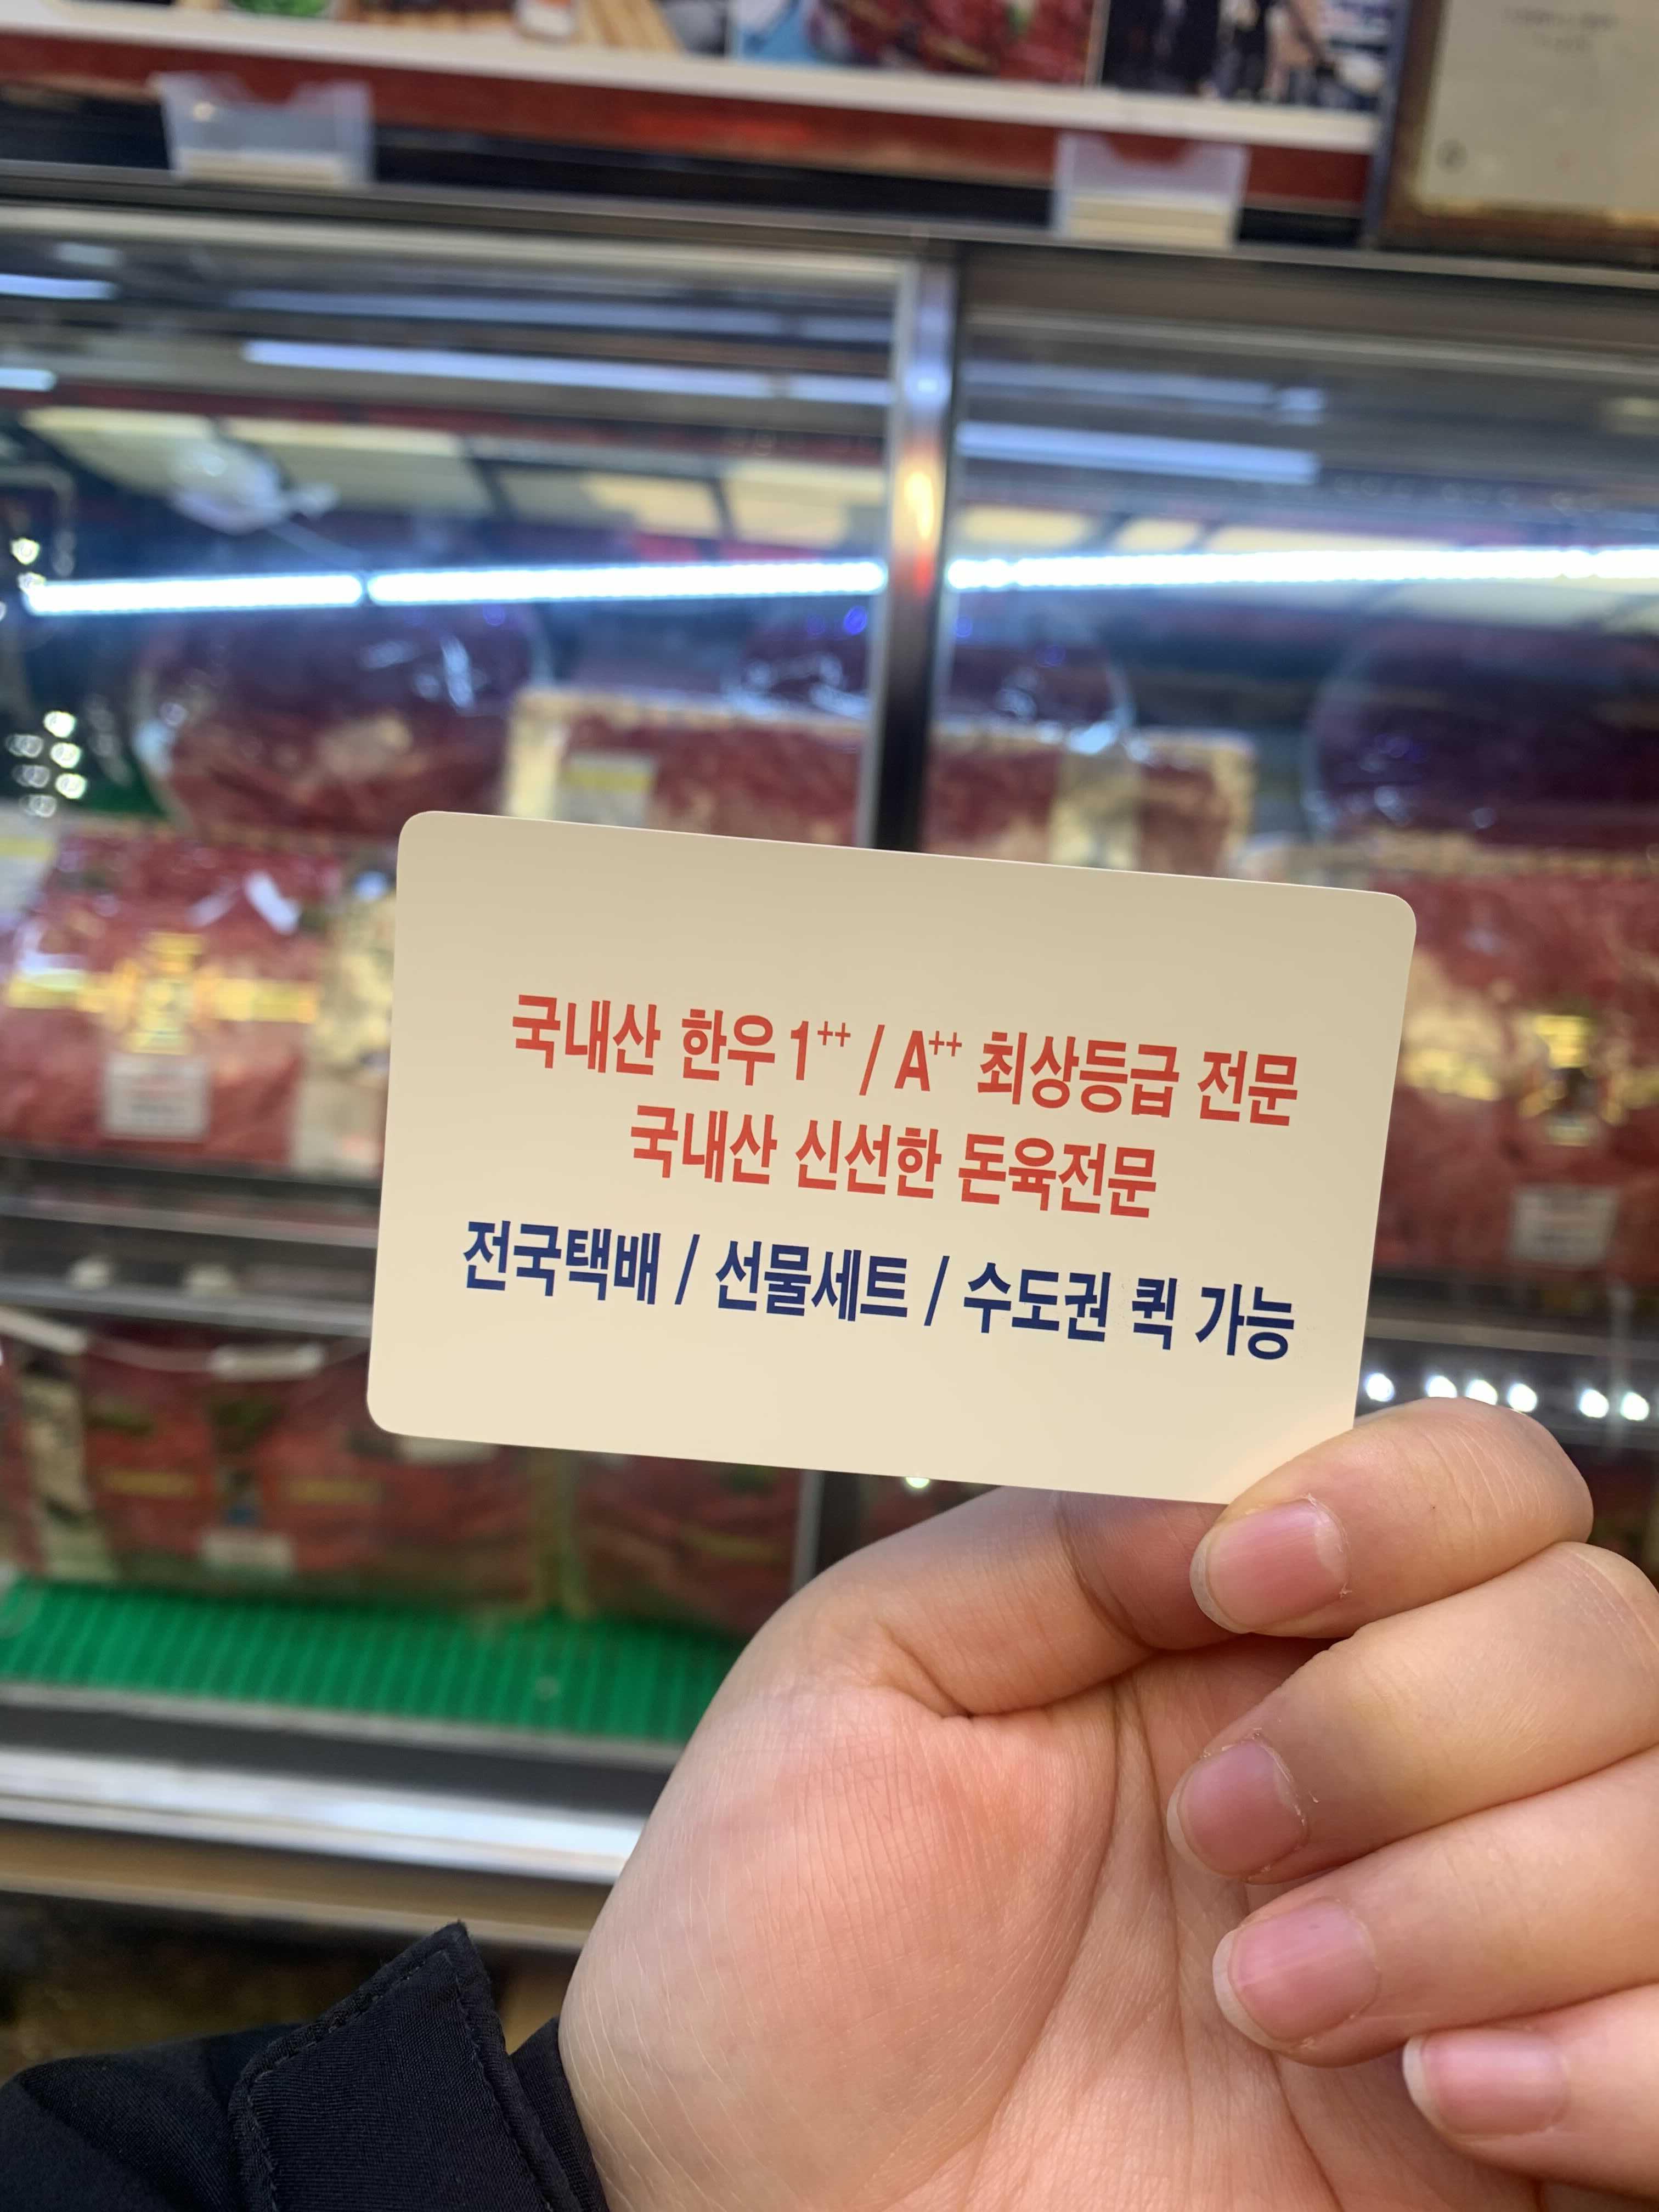 국내산 한우 1⁺⁺ / A⁺⁺ 최상등급 전문
국내산 신선한 돈육전문
전국택배 / 선물세트 / 수도권 퀵 가능